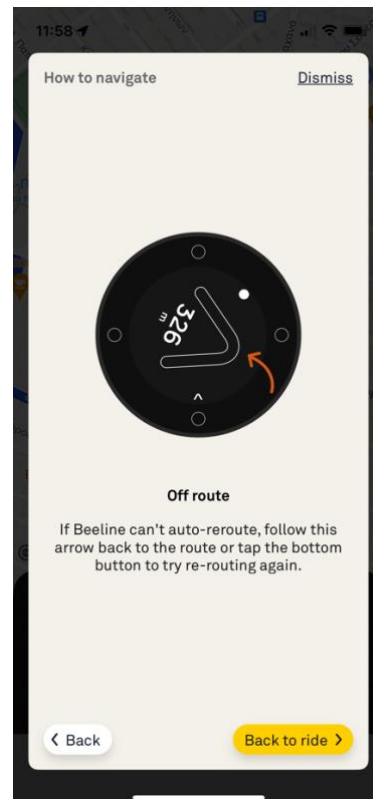 11:58
How to navigate
Dismiss
326
m
Off route
If Beeline can't auto-reroute, follow this
arrow back to the route or tap the bottom
button to try re-routing again.
Back
Back to ride